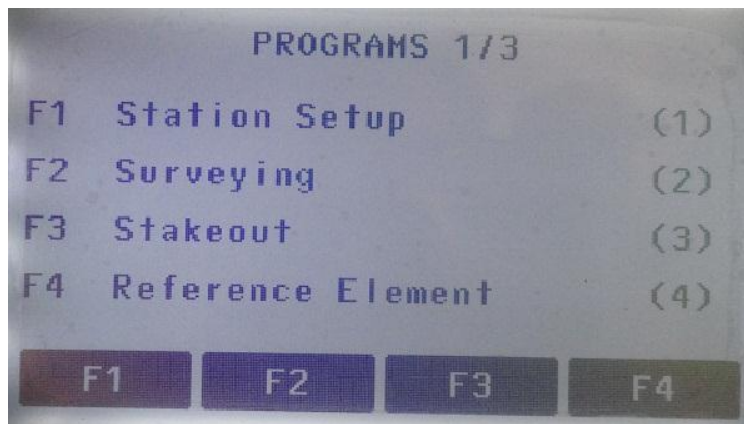 PROGRAMS 1/3
F1 Station Setup (1)
F2 Surveying (2)
F3 Stakeout (3)
F4 Reference Element (4)
F1 F2 F3 F4